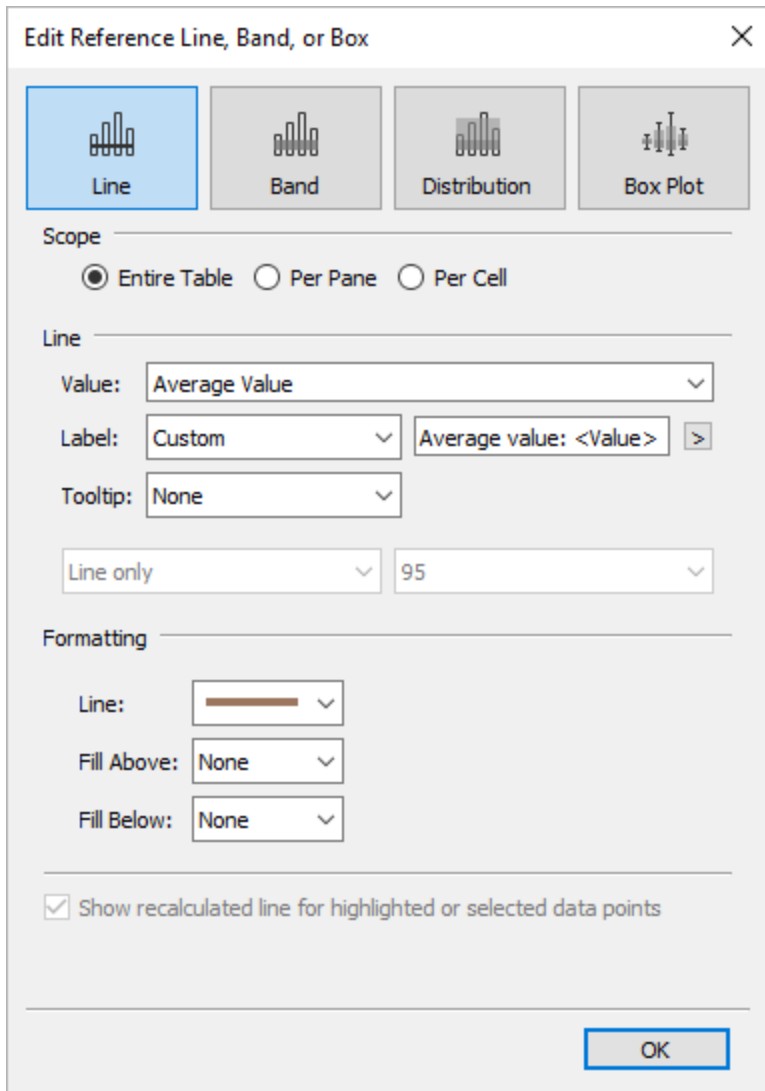 Edit Reference Line, Band, or Box
Line Band Distribution Box Plot
Scope
Entire Table Per Pane Per Cell
Line
Value: Average Value
Label: Custom Average value: <Value> >
Tooltip: None
Line only 95
Formatting
Line:
Fill Above: None
Fill Below: None
Show recalculated line for highlighted or selected data points
OK